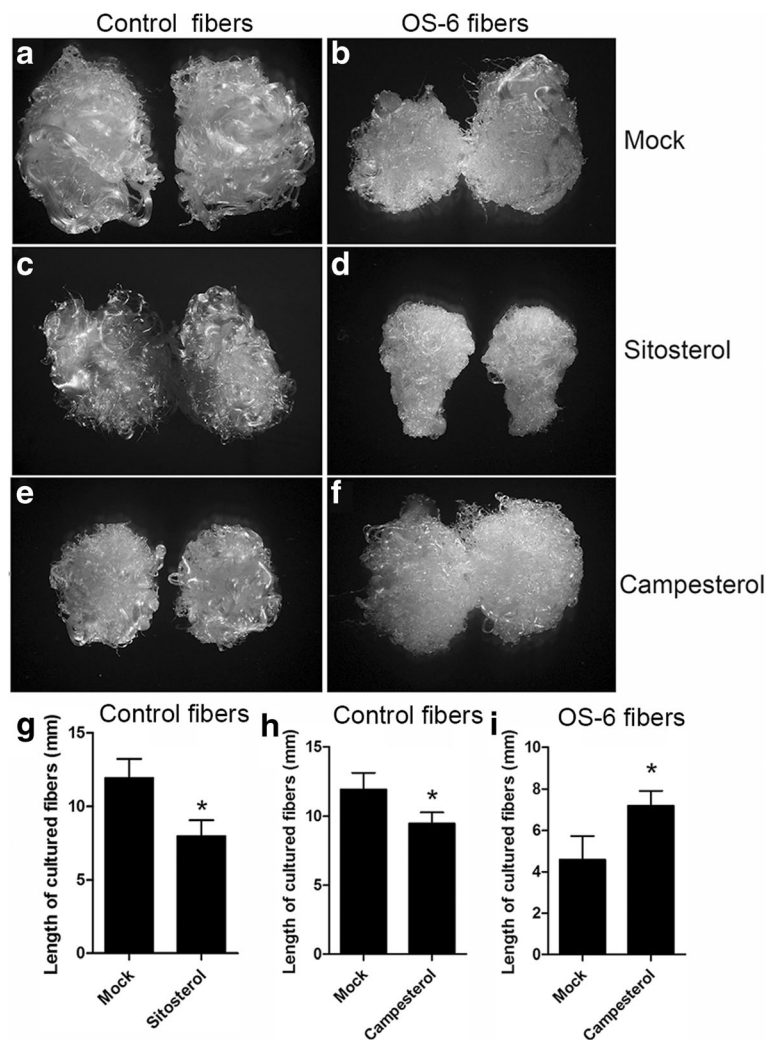 Control fibers OS-6 fibers
a b
Mock
c d
Sitosterol
e f
Campesterol
g Control fibers h Control fibers i OS-6 fibers
Length of cultured fibers (mm)
15
10
5
0
Mock
Sitosterol
*
Length of cultured fibers (mm)
15
10
5
0
Mock
Campesterol
*
Length of cultured fibers (mm)
8
6
4
2
0
Mock
Campesterol
*